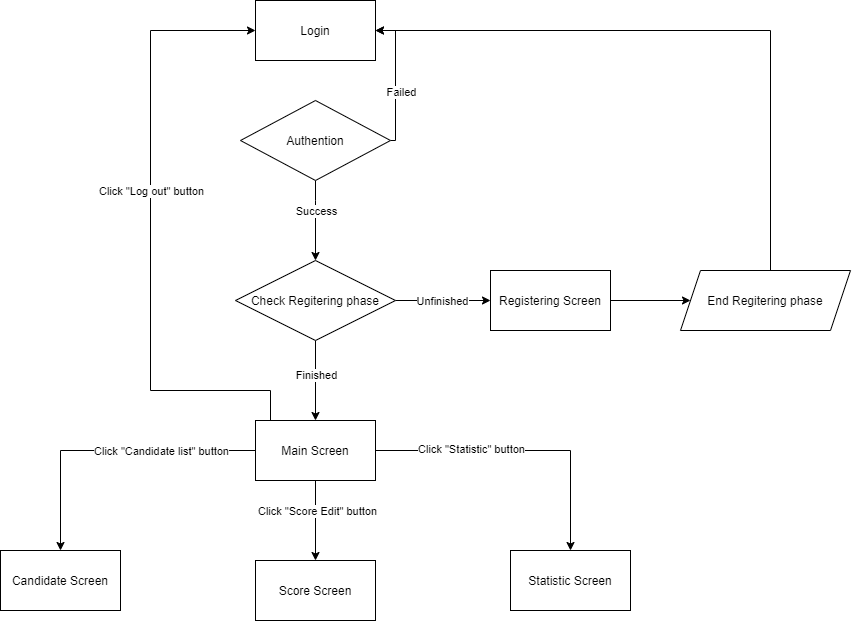 Login
Failed
Authention
Click "Log out" button
Success
Check Regitering phase
Unfinished
Registering Screen
End Regitering phase
Finished
Click "Candidate list" button
Main Screen
Click "Statistic" button
Click "Score Edit" button
Candidate Screen
Score Screen
Statistic Screen